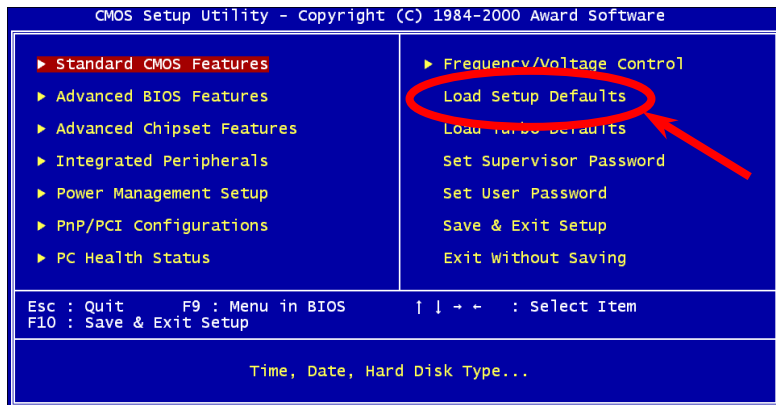 CMOS Setup Utility - Copyright (C) 1984-2000 Award Software
▶ Standard CMOS Features
▶ Advanced BIOS Features
▶ Advanced Chipset Features
▶ Integrated Peripherals
▶ Power Management Setup
▶ PnP/PCI Configurations
▶ PC Health Status
▶ Frequency/Voltage Control
Load Setup Defaults
Load Turbo Defaults
Set Supervisor Password
Set User Password
Save & Exit Setup
Exit Without Saving
Esc : Quit F9 : Menu in BIOS ↑ ↓ → ← : Select Item
F10 : Save & Exit Setup
Time, Date, Hard Disk Type...